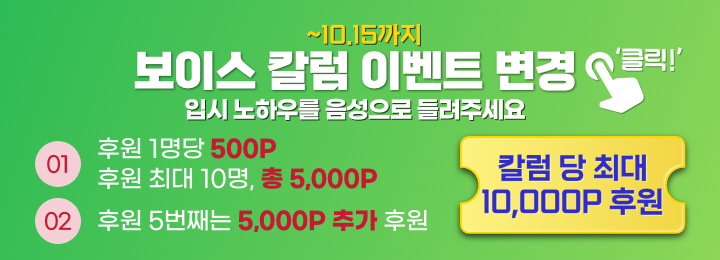 ~10.15까지
보이스 칼럼 이벤트 변경
'클릭!'
입시 노하우를 음성으로 들려주세요
01
후원 1명당 500P
후원 최대 10명, 총 5,000P
02
후원 5번째는 5,000P 추가 후원
칼럼 당 최대
10,000P 후원